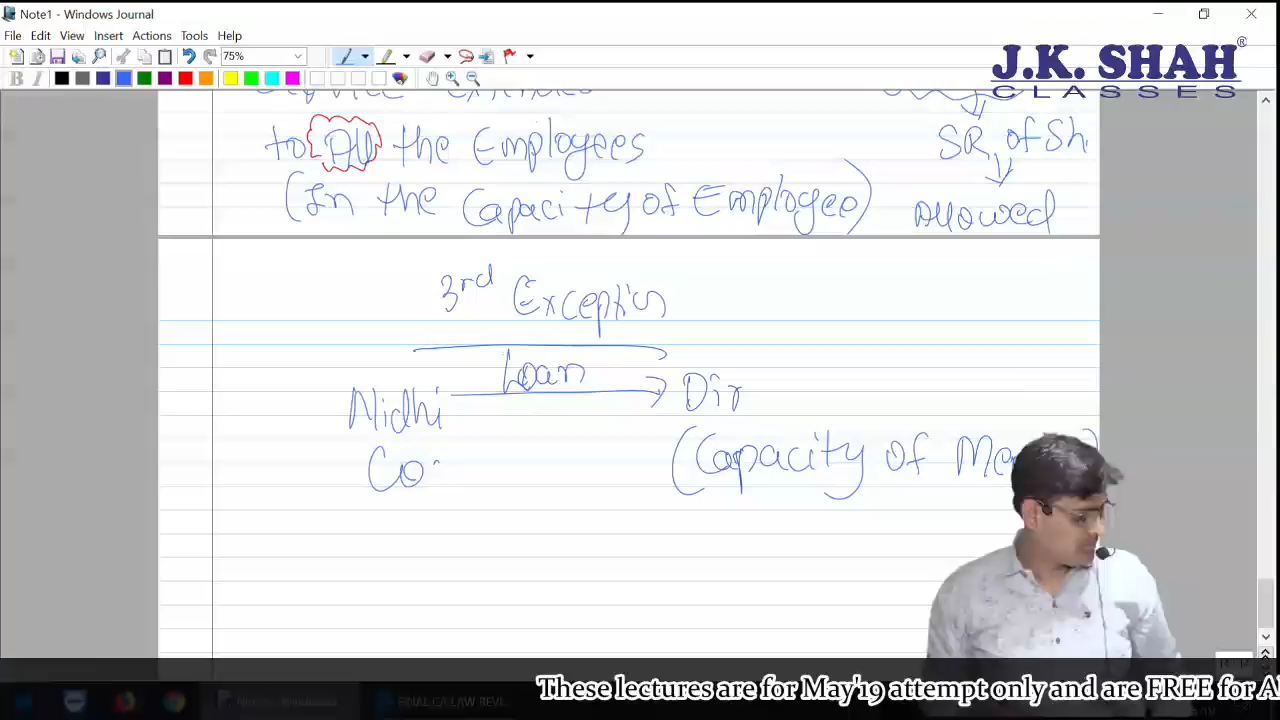 Note1 - Windows Journal
File Edit View Insert Actions Tools Help
75%
J.K. SHAH®
CLASSES
to All the Employees
(In the Capacity of Employee)
SR of Sh
Allowed
3rd Exception
Loan
Nidhi
Co.
Dir
(Capacity of Me
These lectures are for May'19 attempt only and are FREE for A